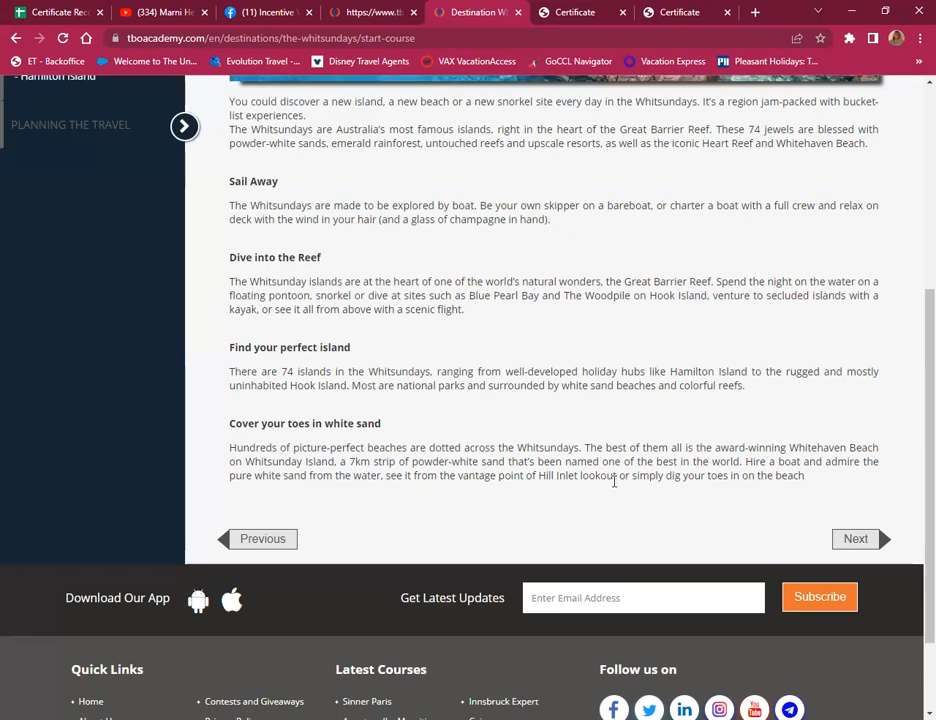 Certificate Rec
(334) Marni He
(11) Incentive
https://www.tb
Destination W
Certificate
Certificate
tboacademy.com/en/destinations/the-whitsundays/start-course
ET - Backoffice
Welcome to The Un...
Evolution Travel -...
Disney Travel Agents
VAX VacationAccess
GoCCL Navigator
Vacation Express
Pleasant Holidays: T...
»
- Hamilton Island
PLANNING THE TRAVEL
You could discover a new island, a new beach or a new snorkel site every day in the Whitsundays. It's a region jam-packed with bucket-
list experiences.
The Whitsundays are Australia's most famous islands, right in the heart of the Great Barrier Reef. These 74 jewels are blessed with
powder-white sands, emerald rainforest, untouched reefs and upscale resorts, as well as the iconic Heart Reef and Whitehaven Beach.
Sail Away
The Whitsundays are made to be explored by boat. Be your own skipper on a bareboat, or charter a boat with a full crew and relax on
deck with the wind in your hair (and a glass of champagne in hand).
Dive into the Reef
The Whitsunday islands are at the heart of one of the world's natural wonders, the Great Barrier Reef. Spend the night on the water on a
floating pontoon, snorkel or dive at sites such as Blue Pearl Bay and The Woodpile on Hook Island, venture to secluded islands with a
kayak, or see it all from above with a scenic flight.
Find your perfect island
There are 74 islands in the Whitsundays, ranging from well-developed holiday hubs like Hamilton Island to the rugged and mostly
uninhabited Hook Island. Most are national parks and surrounded by white sand beaches and colorful reefs.
Cover your toes in white sand
Hundreds of picture-perfect beaches are dotted across the Whitsundays. The best of them all is the award-winning Whitehaven Beach
on Whitsunday Island, a 7km strip of powder-white sand that's been named one of the best in the world. Hire a boat and admire the
pure white sand from the water, see it from the vantage point of Hill Inlet lookout or simply dig your toes in on the beach
Previous
Next
Download Our App
Get Latest Updates
Enter Email Address
Subscribe
Quick Links
Latest Courses
Follow us on
Home
Contests and Giveaways
Sinner Paris
Innsbruck Expert